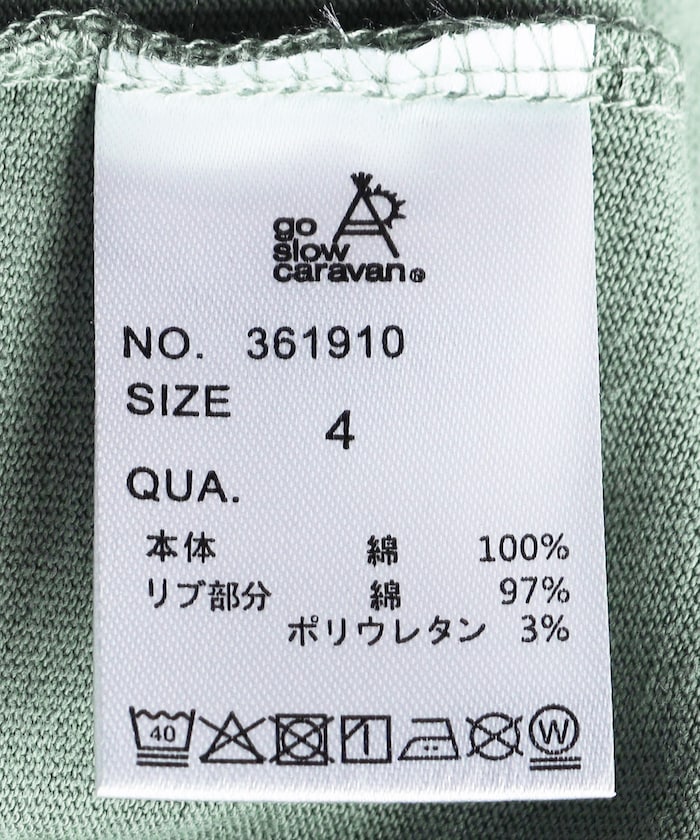 go
slow
caravan®
NO. 361910
SIZE
4
QUA.
本体 綿 100%
リブ部分 綿 97%
ポリウレタン 3%
40 W